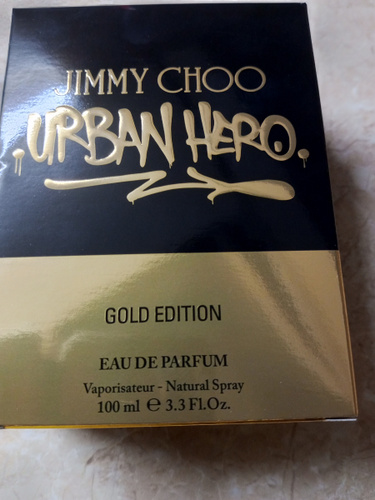 JIMMY CHOO
.URBAN HERO.
GOLD EDITION
EAU DE PARFUM
Vaporisateur - Natural Spray
100 ml ℮ 3.3 Fl.Oz.